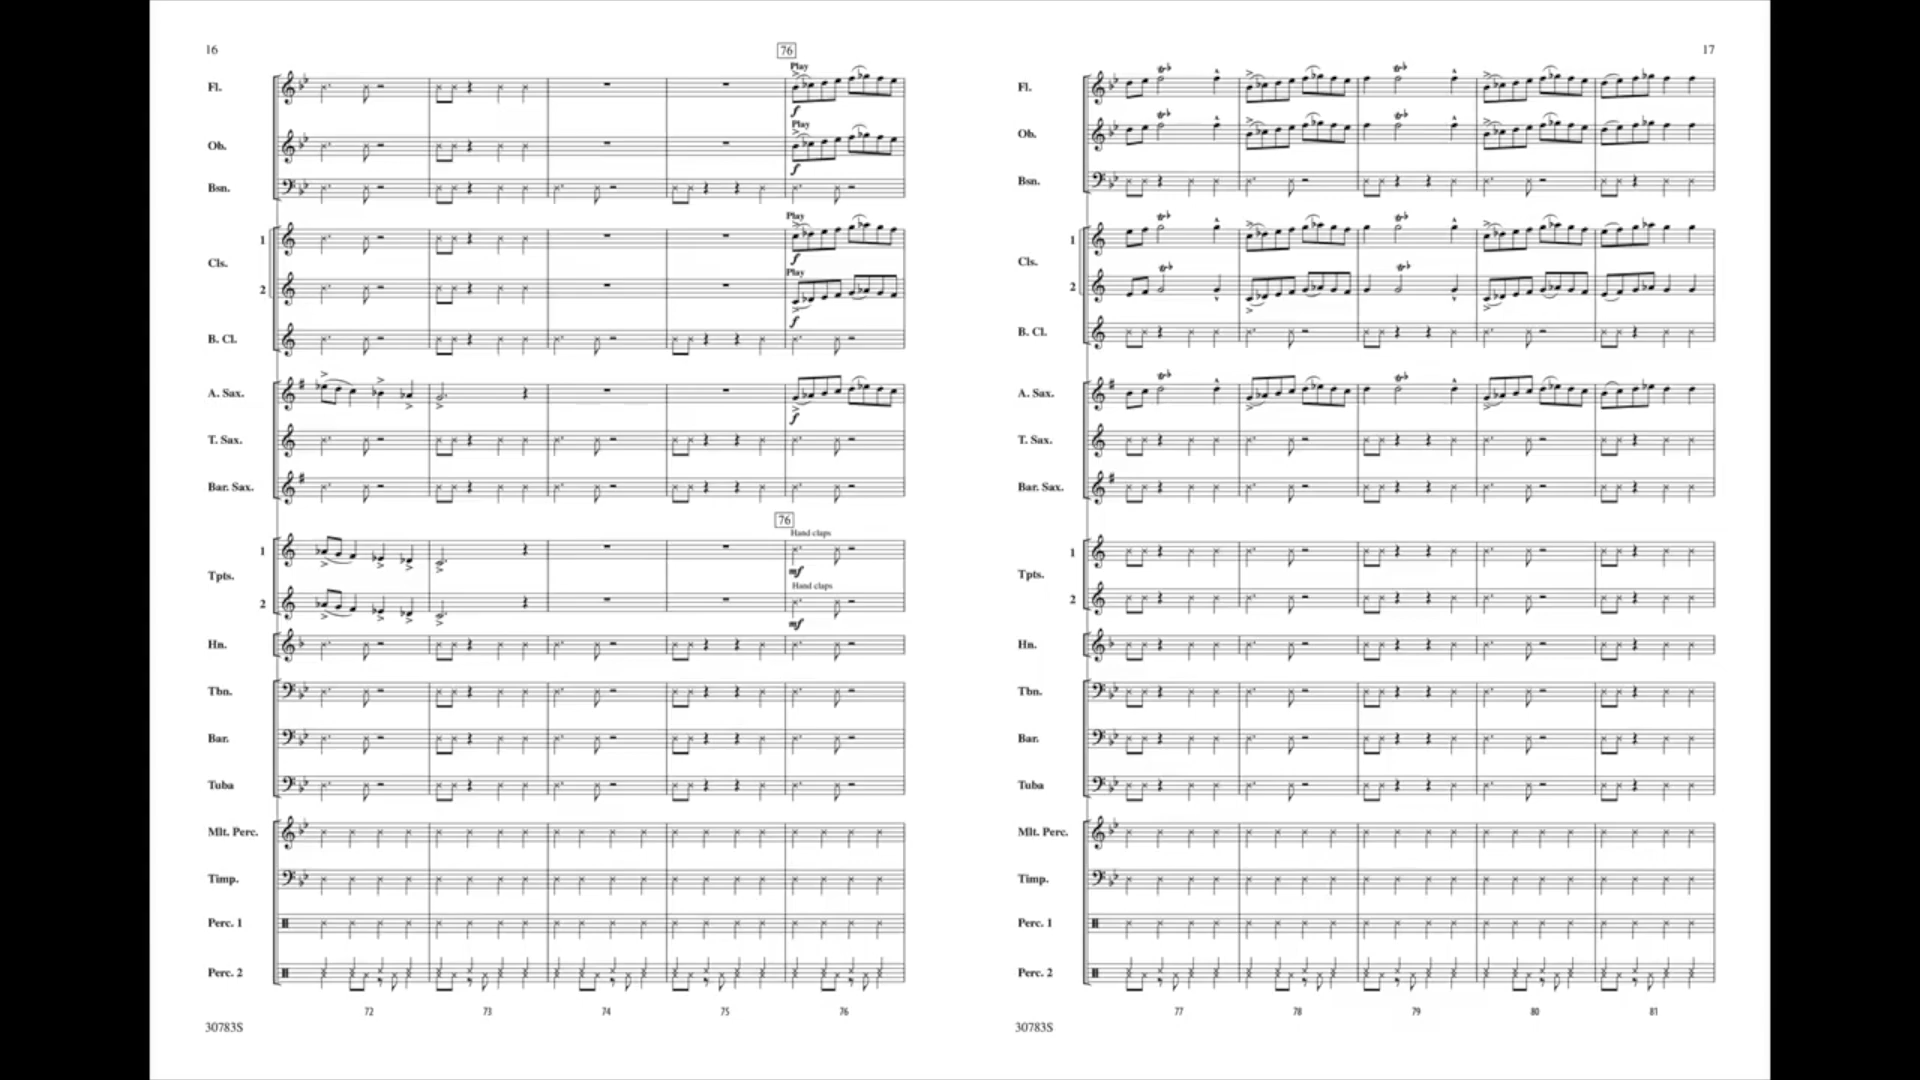 16
76
Play
Fl.
f
Play
Ob.
f
Bsn.
Play
1
f
Cls.
Play
2
f
B. Cl.
A. Sax.
f
T. Sax.
Bar. Sax.
76
Hand claps
1
mf
Tpts.
Hand claps
2
mf
Hn.
Tbn.
Bar.
Tuba
Mlt. Perc.
Timp.
Perc. 1
Perc. 2
72 73 74 75 76
30783S
17
Fl.
Ob.
Bsn.
1
Cls.
2
B. Cl.
A. Sax.
T. Sax.
Bar. Sax.
1
Tpts.
2
Hn.
Tbn.
Bar.
Tuba
Mlt. Perc.
Timp.
Perc. 1
Perc. 2
77 78 79 80 81
30783S